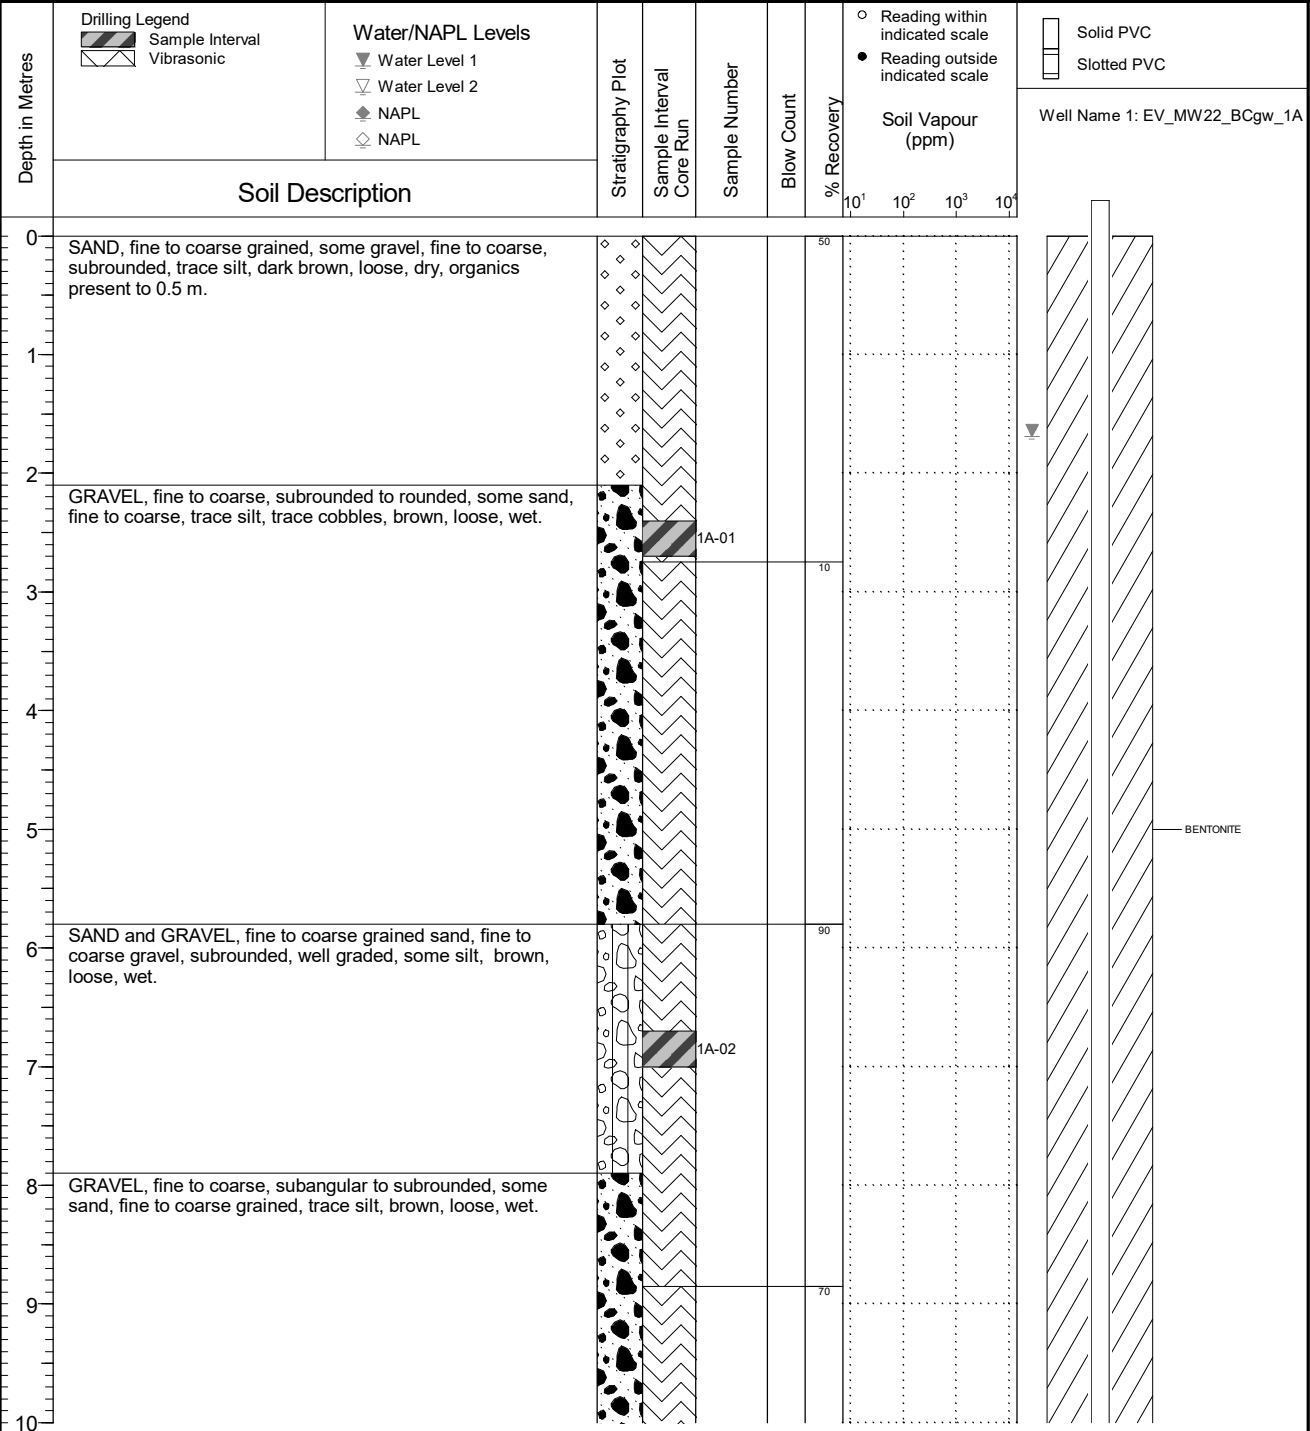 Drilling Legend
Sample Interval
Vibrasonic
Water/NAPL Levels
Water Level 1
Water Level 2
NAPL
NAPL
Depth in Metres
Soil Description
Stratigraphy Plot
Sample Interval
Core Run
Sample Number
Blow Count
% Recovery
Reading within
indicated scale
Reading outside
indicated scale
Soil Vapour
(ppm)
10¹ 10² 10³ 10⁴
Solid PVC
Slotted PVC
Well Name 1: EV_MW22_BCgw_1A
0
SAND, fine to coarse grained, some gravel, fine to coarse,
subrounded, trace silt, dark brown, loose, dry, organics
present to 0.5 m.
50
1
2
GRAVEL, fine to coarse, subrounded to rounded, some sand,
fine to coarse, trace silt, trace cobbles, brown, loose, wet.
1A-01
10
3
4
5
BENTONITE
SAND and GRAVEL, fine to coarse grained sand, fine to
coarse gravel, subrounded, well graded, some silt, brown,
loose, wet.
90
6
1A-02
7
8
GRAVEL, fine to coarse, subangular to subrounded, some
sand, fine to coarse grained, trace silt, brown, loose, wet.
70
9
10